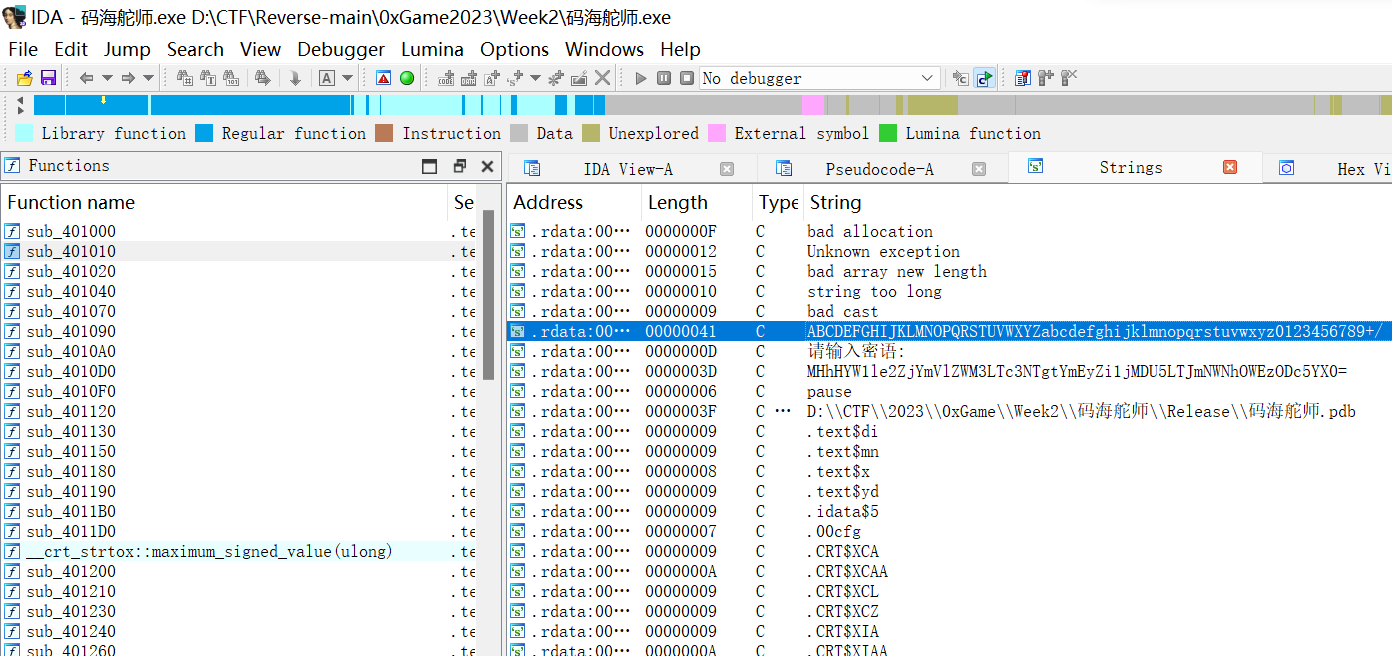 IDA - 码海舵师.exe D:\CTF\Reverse-main\0xGame2023\Week2\码海舵师.exe
File Edit Jump Search View Debugger Lumina Options Windows Help
No debugger
Library function Regular function Instruction Data Unexplored External symbol Lumina function
Functions
IDA View-A Pseudocode-A Strings Hex Vi
Function name Se
sub_401000 .te
sub_401010 .te
sub_401020 .te
sub_401040 .te
sub_401070 .te
sub_401090 .te
sub_4010A0 .te
sub_4010D0 .te
sub_4010F0 .te
sub_401120 .te
sub_401130 .te
sub_401150 .te
sub_401180 .te
sub_401190 .te
sub_4011B0 .te
sub_4011D0 .te
__crt_strtox::maximum_signed_value(ulong) .te
sub_401200 .te
sub_401210 .te
sub_401230 .te
sub_401240 .te
sub_401260 .te
Address Length Type String
.rdata:00… 0000000F C bad allocation
.rdata:00… 00000012 C Unknown exception
.rdata:00… 00000015 C bad array new length
.rdata:00… 00000010 C string too long
.rdata:00… 00000009 C bad cast
.rdata:00… 00000041 C ABCDEFGHIJKLMNOPQRSTUVWXYZabcdefghijklmnopqrstuvwxyz0123456789+/
.rdata:00… 0000000D C 请输入密语:
.rdata:00… 0000003D C MHhHYW1le2ZjYmVlZWM3LTc3NTgtYmEyZi1jMDU5LTJmNWNhOWEzODc5YX0=
.rdata:00… 00000006 C pause
.rdata:00… 0000003F C … D:\\CTF\\2023\\0xGame\\Week2\\码海舵师\\Release\\码海舵师.pdb
.rdata:00… 00000009 C .text$di
.rdata:00… 00000009 C .text$mn
.rdata:00… 00000008 C .text$x
.rdata:00… 00000009 C .text$yd
.rdata:00… 00000009 C .idata$5
.rdata:00… 00000007 C .00cfg
.rdata:00… 00000009 C .CRT$XCA
.rdata:00… 0000000A C .CRT$XCAA
.rdata:00… 00000009 C .CRT$XCL
.rdata:00… 00000009 C .CRT$XCZ
.rdata:00… 00000009 C .CRT$XIA
.rdata:00… 0000000A C .CRT$XIAA